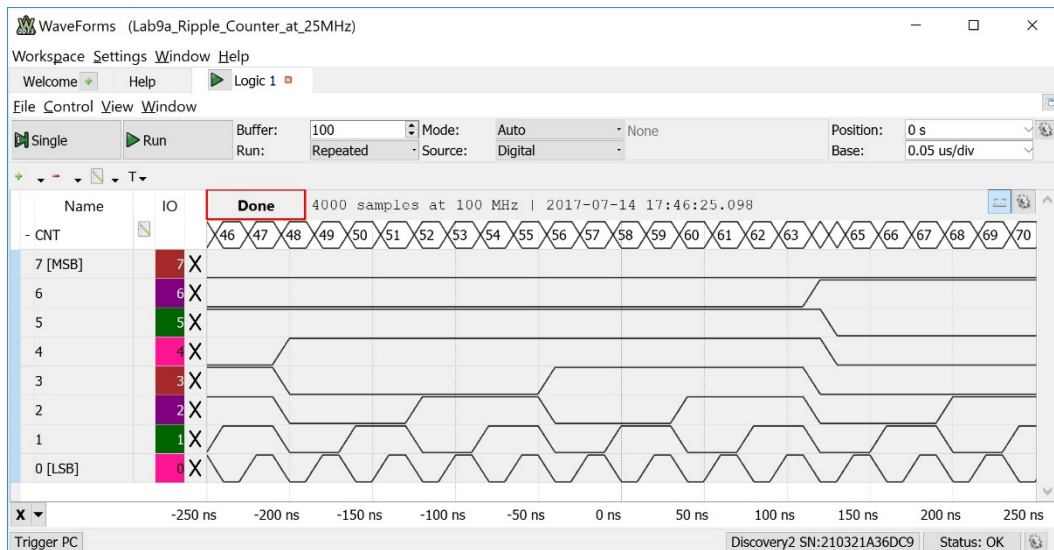 WaveForms (Lab9a_Ripple_Counter_at_25MHz)
Workspace Settings Window Help
Welcome Help Logic 1
File Control View Window
Single Run Buffer: 100 Mode: Auto None Position: 0 s
Run: Repeated Source: Digital Base: 0.05 us/div
T
Name IO Done 4000 samples at 100 MHz | 2017-07-14 17:46:25.098
- CNT 46 47 48 49 50 51 52 53 54 55 56 57 58 59 60 61 62 63 65 66 67 68 69 70
7 [MSB] 7 X
6 6 X
5 5 X
4 4 X
3 3 X
2 2 X
1 1 X
0 [LSB] 0 X
X -250 ns -200 ns -150 ns -100 ns -50 ns 0 ns 50 ns 100 ns 150 ns 200 ns 250 ns
Trigger PC Discovery2 SN:210321A36DC9 Status: OK